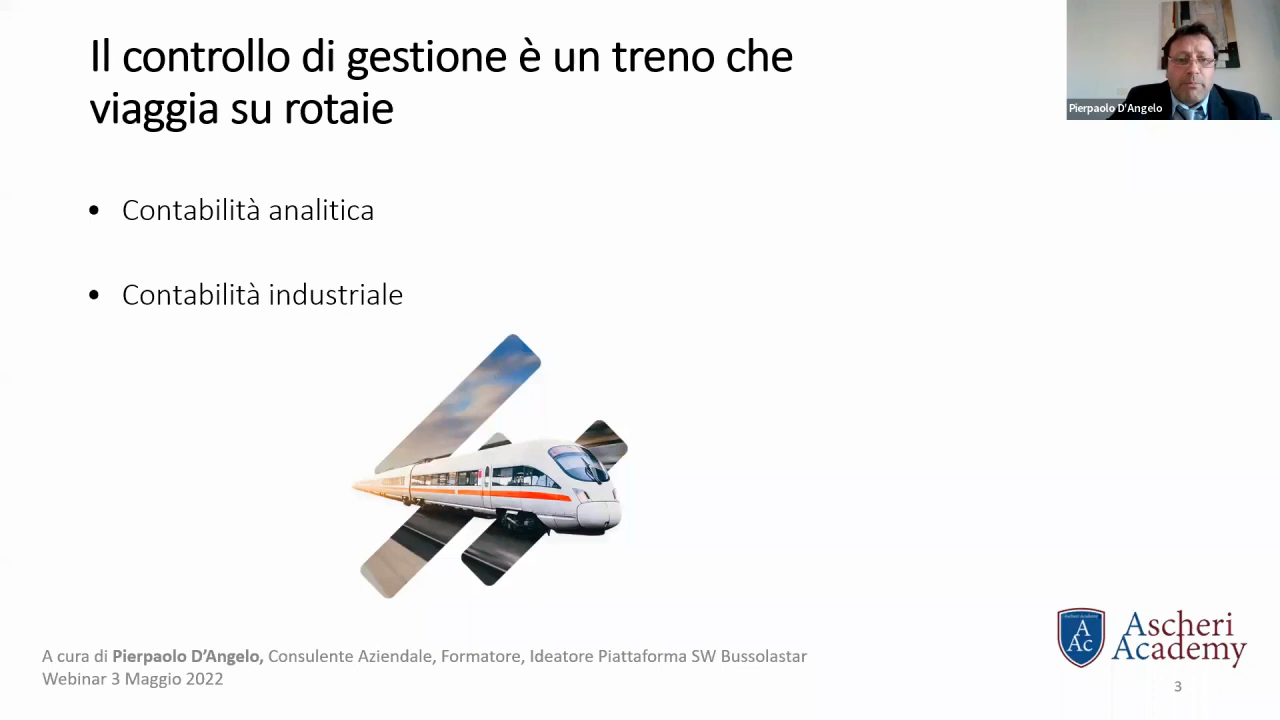 Il controllo di gestione è un treno che
viaggia su rotaie
Pierpaolo D'Angelo
• Contabilità analitica
• Contabilità industriale
A Ac
Ascheri
Academy
A cura di Pierpaolo D’Angelo, Consulente Aziendale, Formatore, Ideatore Piattaforma SW Bussolastar
Webinar 3 Maggio 2022
3